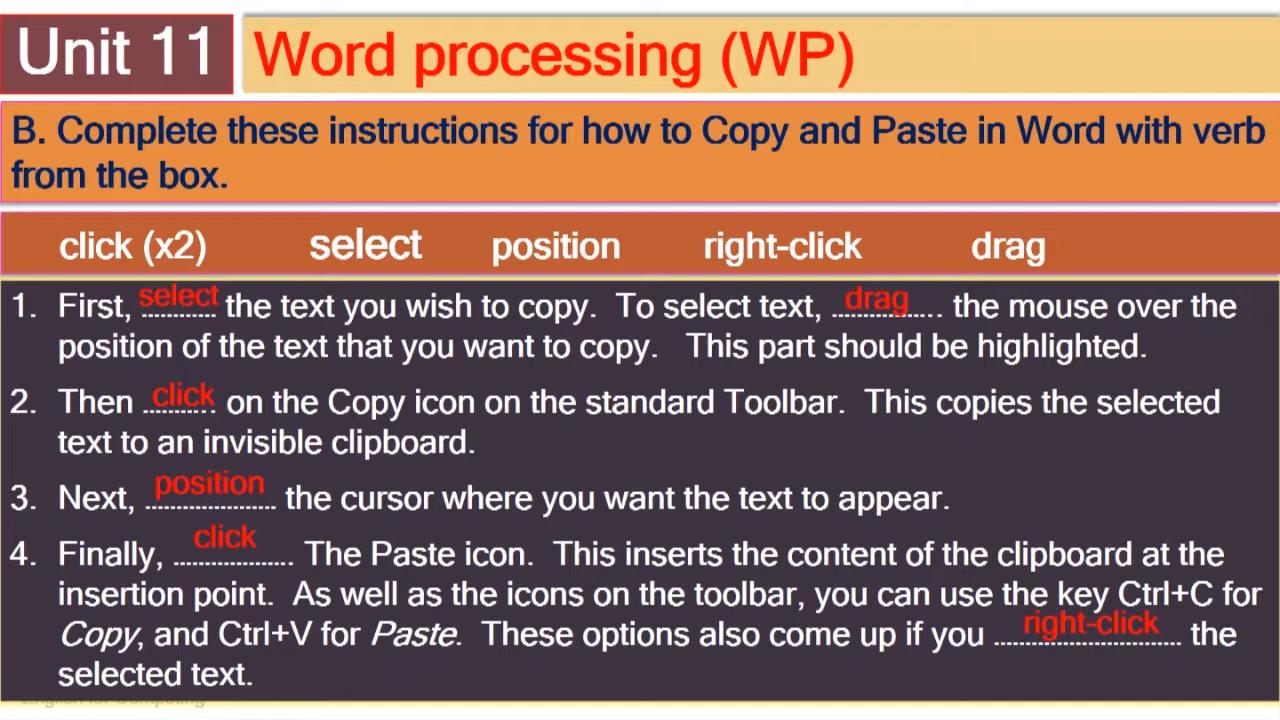 Unit 11 Word processing (WP)
B. Complete these instructions for how to Copy and Paste in Word with verb
from the box.
click (x2) select position right-click drag
1. First, select the text you wish to copy. To select text, drag the mouse over the
position of the text that you want to copy. This part should be highlighted.
2. Then click on the Copy icon on the standard Toolbar. This copies the selected
text to an invisible clipboard.
3. Next, position the cursor where you want the text to appear.
4. Finally, click The Paste icon. This inserts the content of the clipboard at the
insertion point. As well as the icons on the toolbar, you can use the key Ctrl+C for
Copy, and Ctrl+V for Paste. These options also come up if you right-click the
selected text.
English for Computing